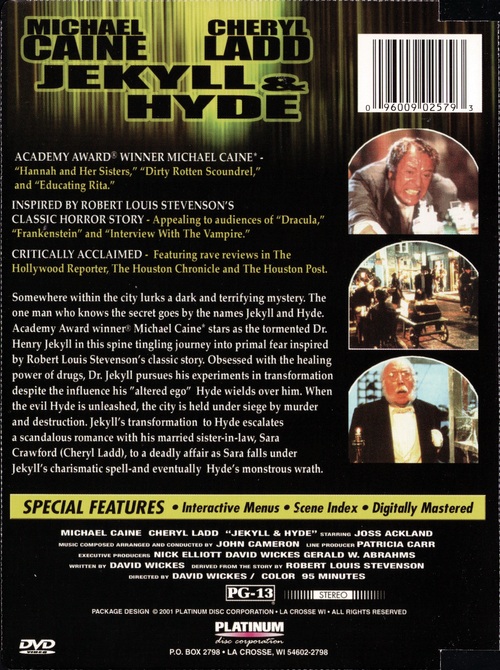 MICHAEL CAINE CHERYL LADD
JEKYLL & HYDE
0 96009 02579 3
ACADEMY AWARD® WINNER MICHAEL CAINE* -
“Hannah and Her Sisters,” “Dirty Rotten Scoundrel,”
and “Educating Rita.”
INSPIRED BY ROBERT LOUIS STEVENSON’S
CLASSIC HORROR STORY - Appealing to audiences of “Dracula,”
“Frankenstein” and “Interview With The Vampire.”
CRITICALLY ACCLAIMED - Featuring rave reviews in The
Hollywood Reporter, The Houston Chronicle and The Houston Post.
Somewhere within the city lurks a dark and terrifying mystery. The
one man who knows the secret goes by the names Jekyll and Hyde.
Academy Award winner® Michael Caine* stars as the tormented Dr.
Henry Jekyll in this spine tingling journey into primal fear inspired
by Robert Louis Stevenson’s classic story. Obsessed with the healing
power of drugs, Dr. Jekyll pursues his experiments in transformation
despite the influence his "altered ego" Hyde wields over him. When
the evil Hyde is unleashed, the city is held under siege by murder
and destruction. Jekyll’s transformation to Hyde escalates
a scandalous romance with his married sister-in-law, Sara
Crawford (Cheryl Ladd), to a deadly affair as Sara falls under
Jekyll’s charismatic spell-and eventually Hyde’s monstrous wrath.
SPECIAL FEATURES • Interactive Menus • Scene Index • Digitally Mastered
MICHAEL CAINE CHERYL LADD “JEKYLL & HYDE” STARRING JOSS ACKLAND
MUSIC COMPOSED ARRANGED AND CONDUCTED BY JOHN CAMERON LINE PRODUCER PATRICIA CARR
EXECUTIVE PRODUCERS NICK ELLIOTT DAVID WICKES GERALD W. ABRAHMS
WRITTEN BY DAVID WICKES DERIVED FROM THE STORY BY ROBERT LOUIS STEVENSON
DIRECTED BY DAVID WICKES / COLOR 95 MINUTES
PG-13 STEREO
PACKAGE DESIGN © 2001 PLATINUM DISC CORPORATION • LA CROSSE WI • ALL RIGHTS RESERVED
DVD VIDEO
PLATINUM
disc corporation
P.O. BOX 2798 • LA CROSSE, WI 54602-2798